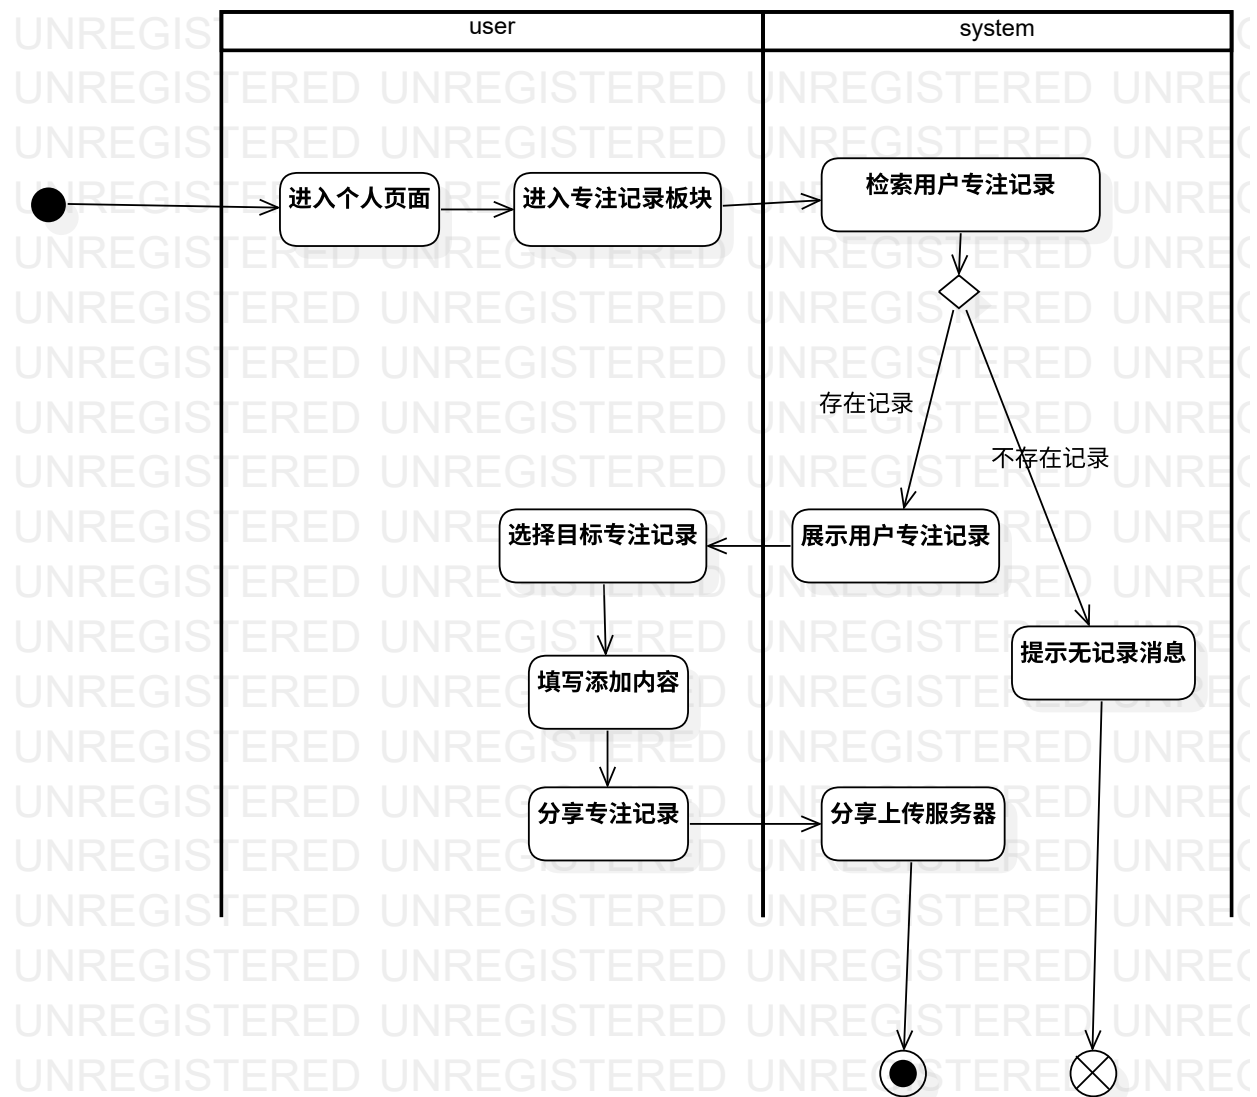 user
system
进入个人页面
进入专注记录板块
检索用户专注记录
存在记录
不存在记录
选择目标专注记录
展示用户专注记录
提示无记录消息
填写添加内容
分享专注记录
分享上传服务器
UNREGISTERED